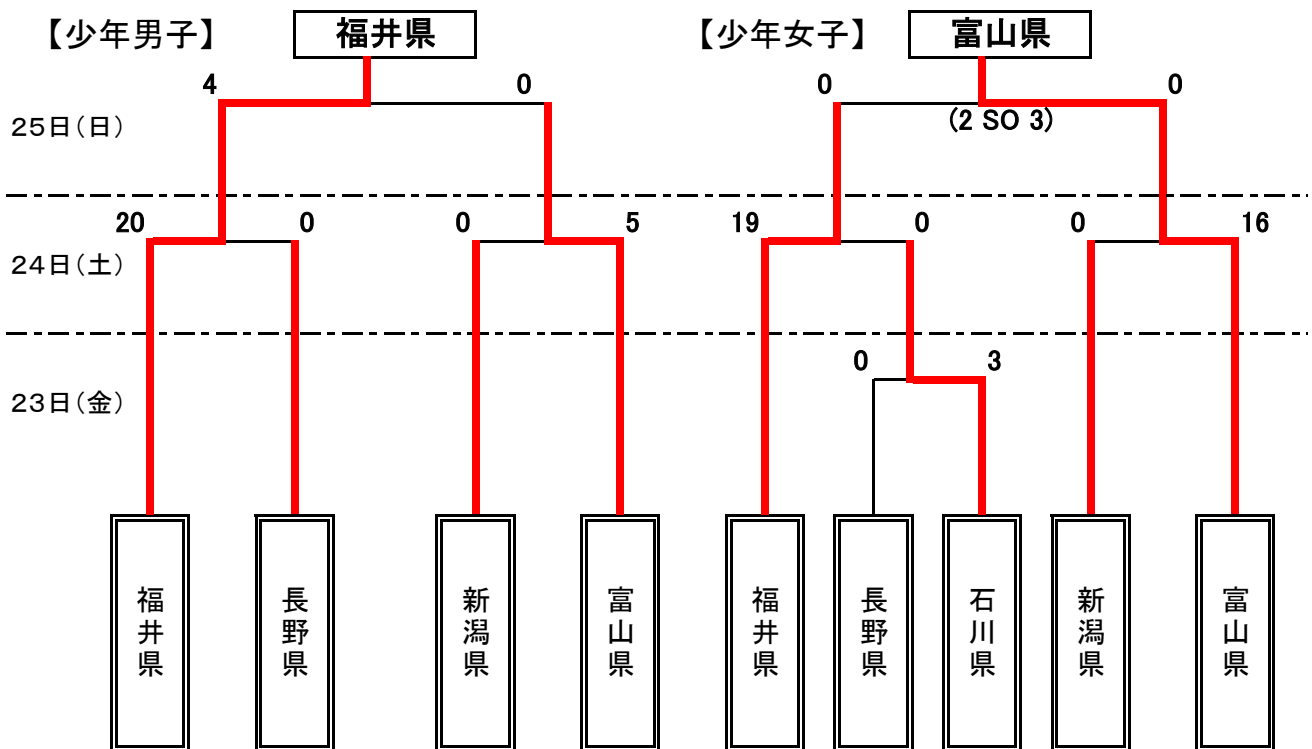 【少年男子】 福井県 【少年女子】 富山県
4 0 0 0
25日(日) (2 SO 3)
20 0 0 5 19 0 0 16
24日(土)
0 3
23日(金)
福井県 長野県 新潟県 富山県 福井県 長野県 石川県 新潟県 富山県